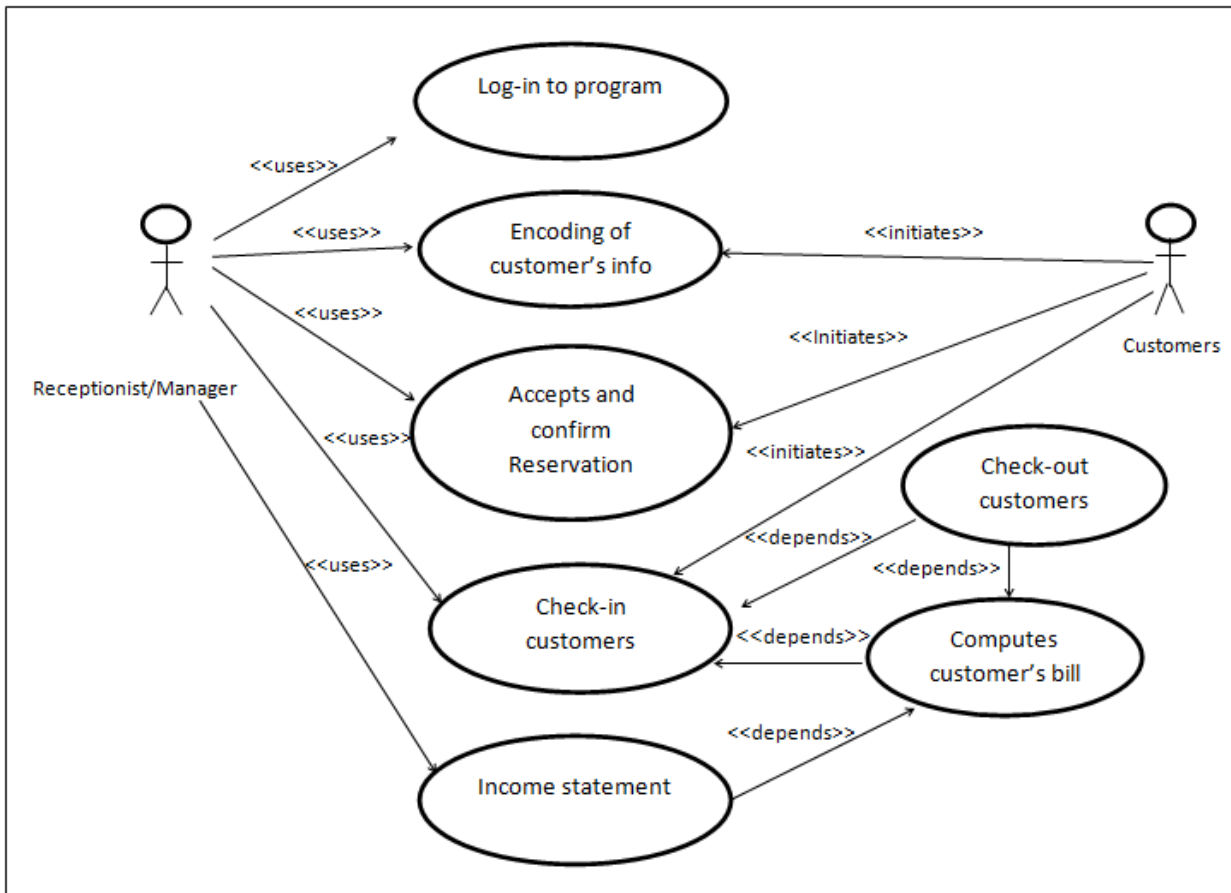 Log-in to program
<<uses>>
<<uses>>
Encoding of
customer's info
<<initiates>>
<<uses>>
<<Initiates>>
Customers
Receptionist/Manager
Accepts and
confirm
Reservation
<<uses>>
<<initiates>>
Check-out
customers
<<depends>>
<<uses>>
<<depends>>
Check-in
customers
<<depends>>
Computes
customer's bill
<<depends>>
Income statement